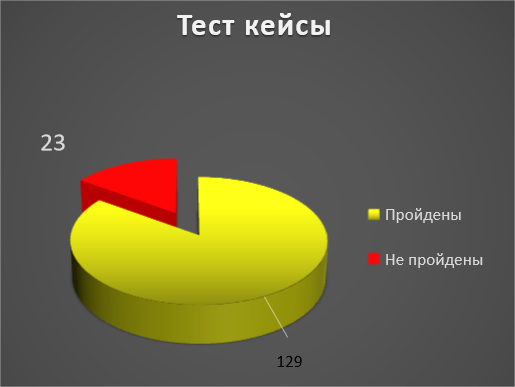 Тест кейсы
23
Пройдены
Не пройдены
129